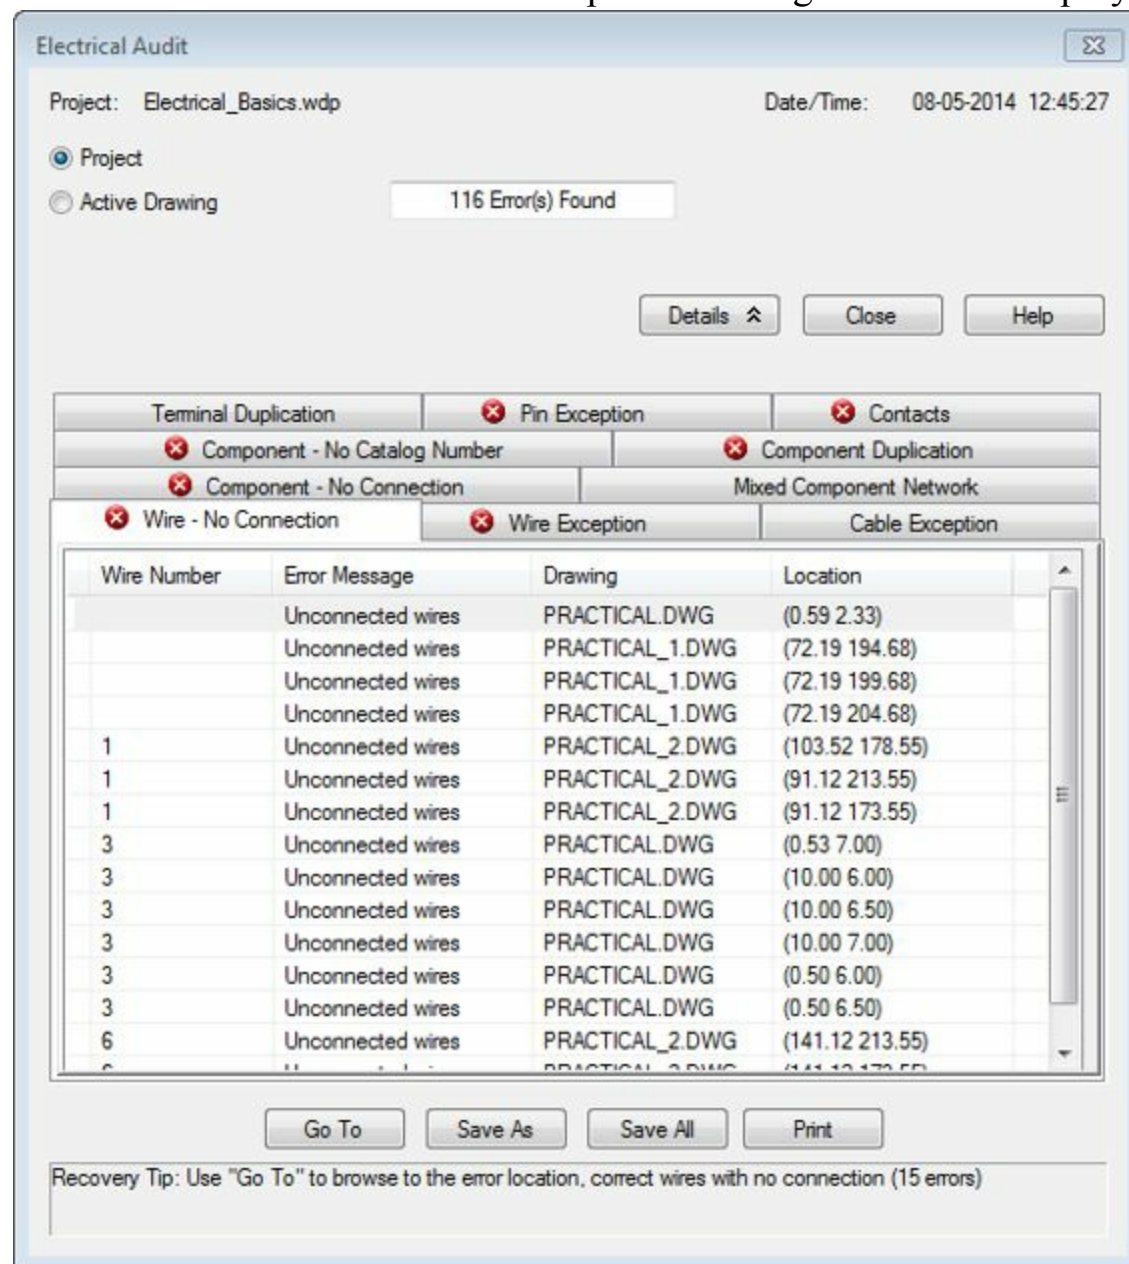 Electrical Audit
Project: Electrical_Basics.wdp Date/Time: 08-05-2014 12:45:27
Project
Active Drawing 116 Error(s) Found
Details Close Help
Terminal Duplication Pin Exception Contacts
Component - No Catalog Number Component Duplication
Component - No Connection Mixed Component Network
Wire - No Connection Wire Exception Cable Exception
Wire Number Error Message Drawing Location
Unconnected wires PRACTICAL.DWG (0.59 2.33)
Unconnected wires PRACTICAL_1.DWG (72.19 194.68)
Unconnected wires PRACTICAL_1.DWG (72.19 199.68)
Unconnected wires PRACTICAL_1.DWG (72.19 204.68)
1 Unconnected wires PRACTICAL_2.DWG (103.52 178.55)
1 Unconnected wires PRACTICAL_2.DWG (91.12 213.55)
1 Unconnected wires PRACTICAL_2.DWG (91.12 173.55)
3 Unconnected wires PRACTICAL.DWG (0.53 7.00)
3 Unconnected wires PRACTICAL.DWG (10.00 6.00)
3 Unconnected wires PRACTICAL.DWG (10.00 6.50)
3 Unconnected wires PRACTICAL.DWG (10.00 7.00)
3 Unconnected wires PRACTICAL.DWG (0.50 6.00)
3 Unconnected wires PRACTICAL.DWG (0.50 6.50)
6 Unconnected wires PRACTICAL_2.DWG (141.12 213.55)
Go To Save As Save All Print
Recovery Tip: Use "Go To" to browse to the error location, correct wires with no connection (15 errors)